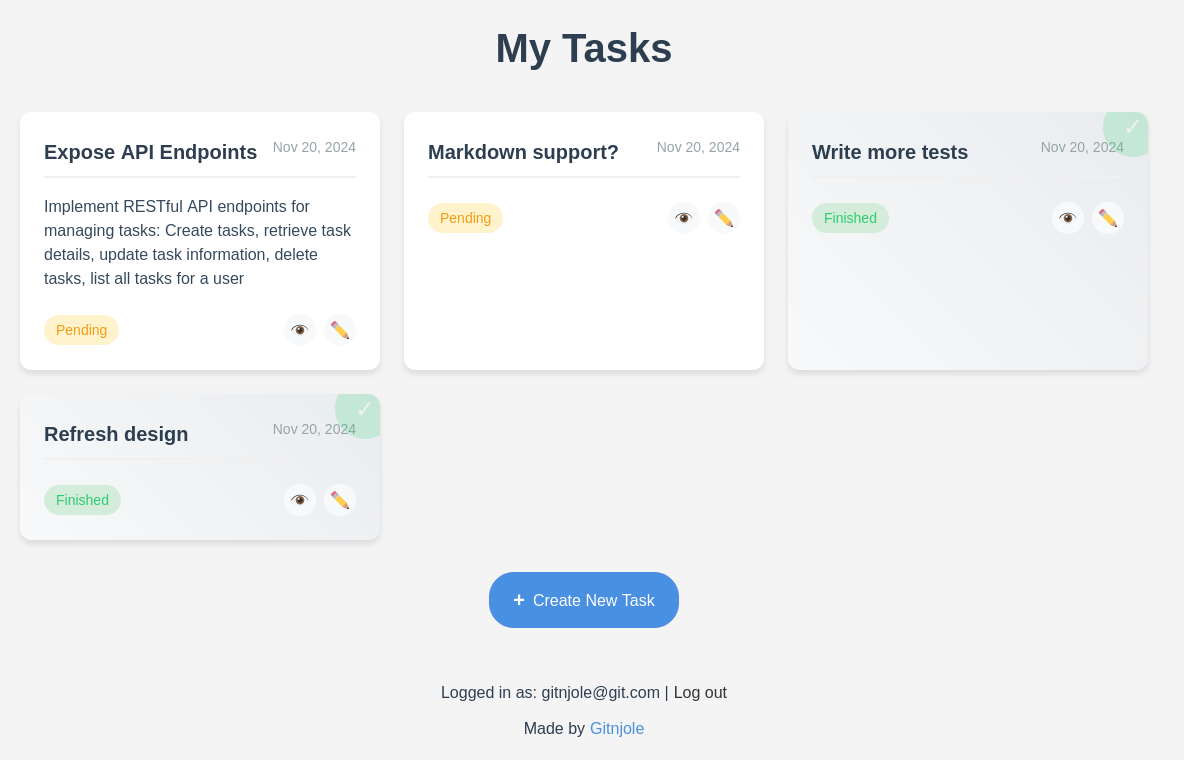 My Tasks
Expose API Endpoints
Nov 20, 2024
Implement RESTful API endpoints for
managing tasks: Create tasks, retrieve task
details, update task information, delete
tasks, list all tasks for a user
Pending
Markdown support?
Nov 20, 2024
Pending
Write more tests
Nov 20, 2024
Finished
Refresh design
Nov 20, 2024
Finished
+ Create New Task
Logged in as: gitnjole@git.com | Log out
Made by Gitnjole